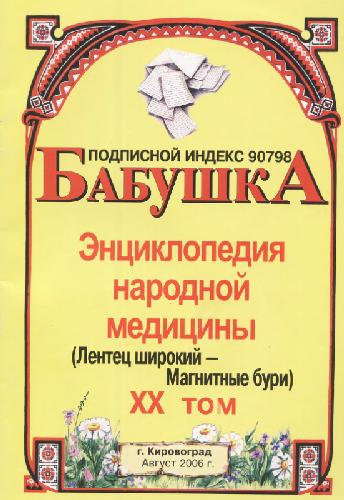 ПОДПИСНОЙ ИНДЕКС 90798
БАБУШКА
Энциклопедия
народной
медицины
(Лентец широкий –
Магнитные бури)
XX том
г. Кировоград
Август 2006 г.